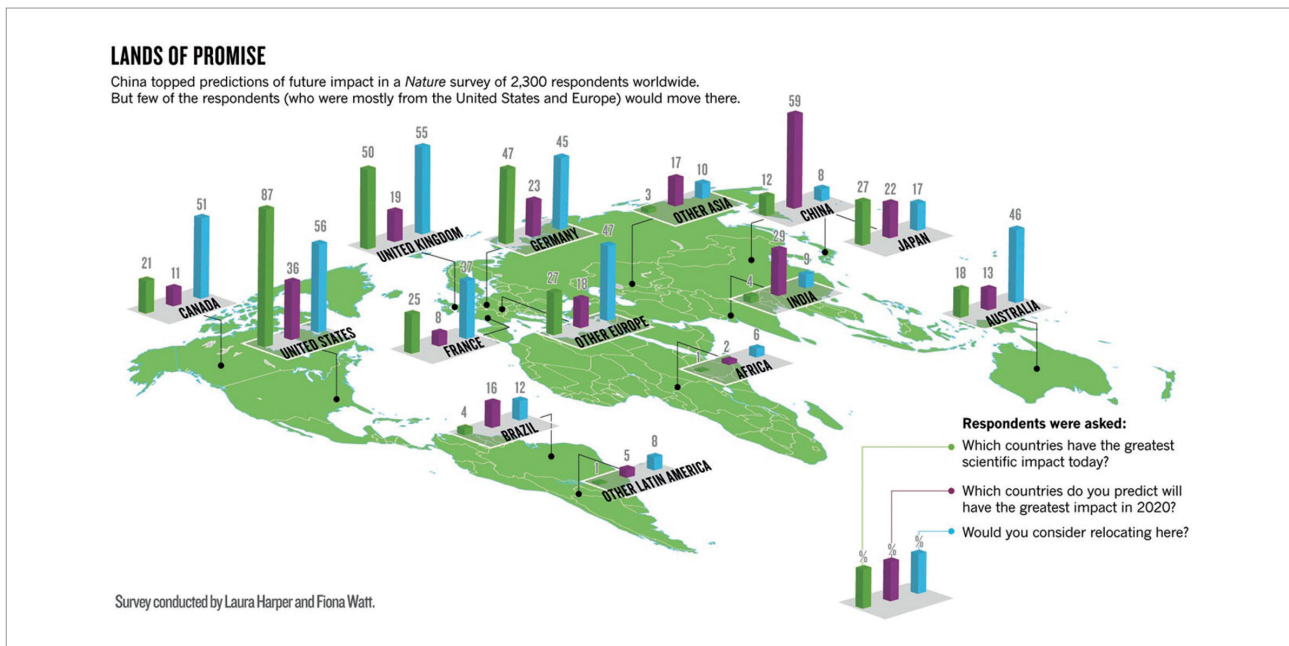 LANDS OF PROMISE
China topped predictions of future impact in a Nature survey of 2,300 respondents worldwide.
But few of the respondents (who were mostly from the United States and Europe) would move there.
21
11
51
CANADA
87
36
56
UNITED STATES
50
19
55
UNITED KINGDOM
47
23
45
GERMANY
3
17
10
OTHER ASIA
12
59
8
CHINA
27
22
17
JAPAN
25
8
37
FRANCE
27
18
47
OTHER EUROPE
4
29
9
INDIA
18
13
46
AUSTRALIA
1
2
6
AFRICA
4
16
12
BRAZIL
1
5
8
OTHER LATIN AMERICA
Respondents were asked:
Which countries have the greatest
scientific impact today?
Which countries do you predict will
have the greatest impact in 2020?
Would you consider relocating here?
%
%
%
Survey conducted by Laura Harper and Fiona Watt.